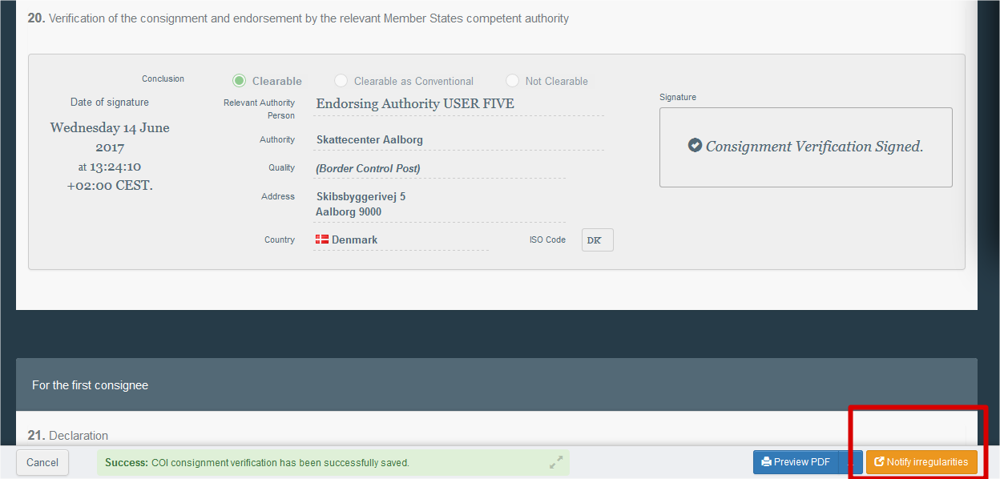 20. Verification of the consignment and endorsement by the relevant Member States competent authority
Conclusion
Clearable
Clearable as Conventional
Not Clearable
Date of signature
Wednesday 14 June
2017
at 13:24:10
+02:00 CEST.
Relevant Authority
Person
Endorsing Authority USER FIVE
Authority
Skattecenter Aalborg
Quality
(Border Control Post)
Address
Skibsbyggerivej 5
Aalborg 9000
Country
Denmark
ISO Code
DK
Signature
Consignment Verification Signed.
For the first consignee
21. Declaration
Cancel
Success: COI consignment verification has been successfully saved.
Preview PDF
Notify irregularities